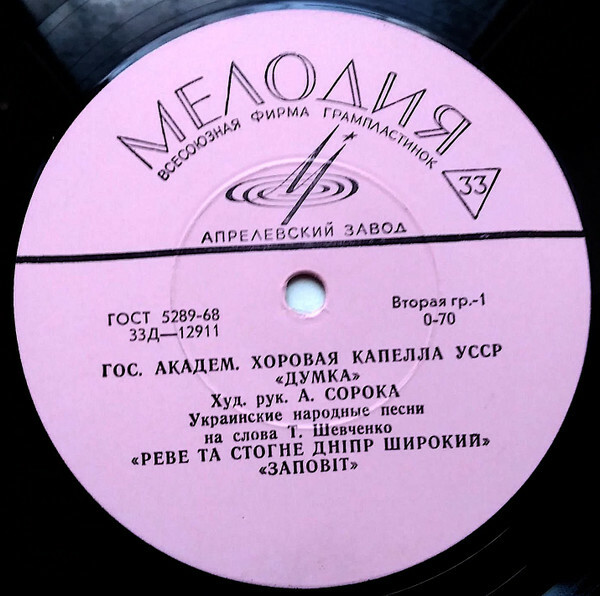 МЕЛОДИЯ
ВСЕСОЮЗНАЯ ФИРМА ГРАМПЛАСТИНОК
33
АПРЕЛЕВСКИЙ ЗАВОД
ГОСТ 5289-68
33Д—12911
Вторая гр.-1
0-70
ГОС. АКАДЕМ. ХОРОВАЯ КАПЕЛЛА УССР
«ДУМКА»
Худ. рук. А. СОРОКА
Украинские народные песни
на слова Т. Шевченко
«РЕВЕ ТА СТОГНЕ ДНІПР ШИРОКИЙ»
«ЗАПОВІТ»